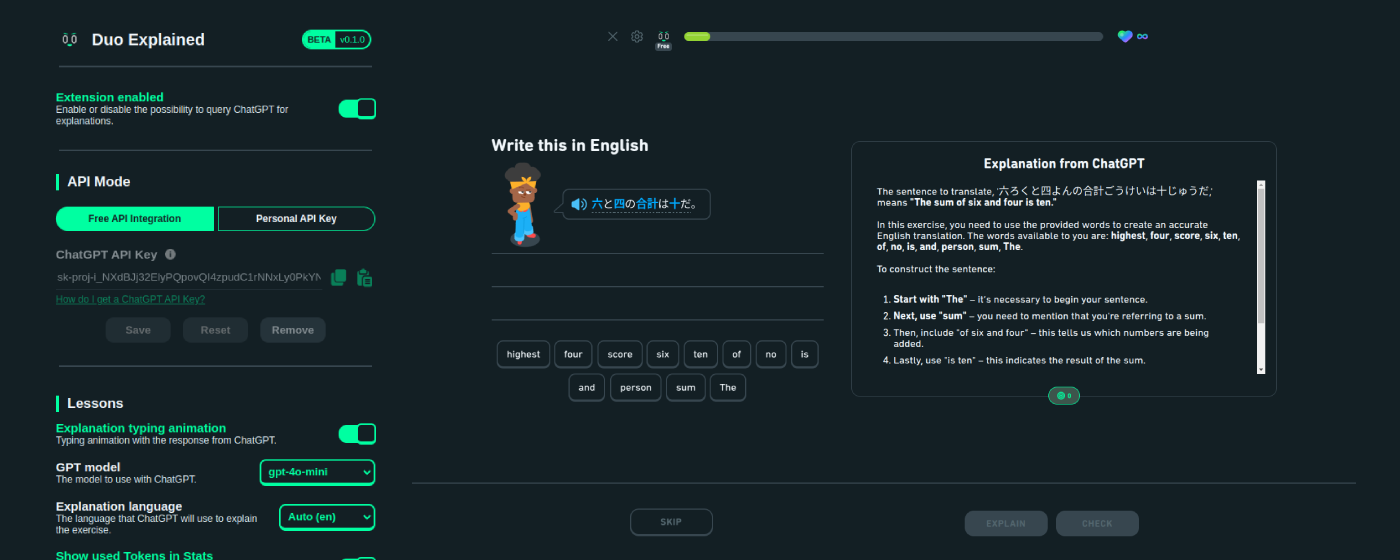 Duo Explained
BETA v0.1.0
Extension enabled
Enable or disable the possibility to query ChatGPT for
explanations.
API Mode
Free API Integration
Personal API Key
ChatGPT API Key
How do I get a ChatGPT API Key?
Save
Reset
Remove
Lessons
Explanation typing animation
Typing animation with the response from ChatGPT.
GPT model
The model to use with ChatGPT.
gpt-4o-mini
Explanation language
The language that ChatGPT will use to explain
the exercise.
Auto (en)
Show used Tokens in Stats
Free
Write this in English
六と四の合計は十だ。
highest four score six ten of no is
and person sum The
SKIP
Explanation from ChatGPT
The sentence to translate, '六ろくと四よんの合計ごうけいは十じゅうだ,'
means "The sum of six and four is ten."
In this exercise, you need to use the provided words to create an accurate
English translation. The words available to you are: highest, four, score, six, ten,
of, no, is, and, person, sum, The.
To construct the sentence:
1. Start with "The" – it's necessary to begin your sentence.
2. Next, use "sum" – you need to mention that you're referring to a sum.
3. Then, include "of six and four" – this tells us which numbers are being
added.
4. Lastly, use "is ten" – this indicates the result of the sum.
0
EXPLAIN
CHECK